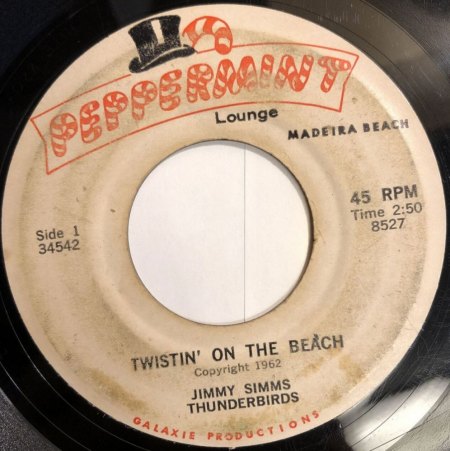 PEPPERMINT
Lounge
MADEIRA BEACH
45 RPM
Time 2:50
8527
Side 1
34542
TWISTIN' ON THE BEACH
Copyright 1962
JIMMY SIMMS
THUNDERBIRDS
GALAXIE PRODUCTIONS